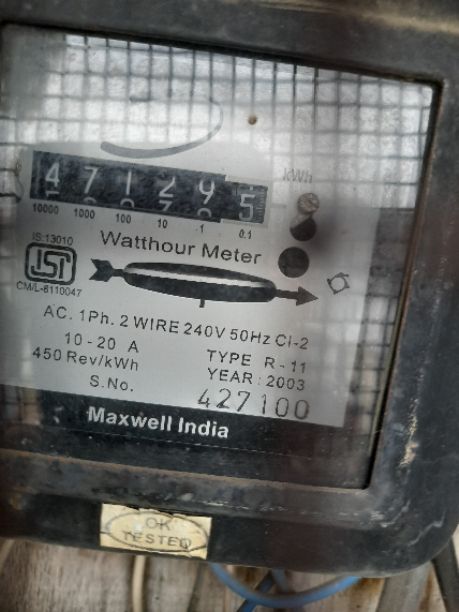 kWh
4 7 1 2 9 5
10000 1000 100 10 1 0.1
IS:13010
Watthour Meter
ISI
CM/L-6110047
AC. 1Ph. 2 WIRE 240V 50Hz Cl-2
10 - 20 A TYPE R - 11
450 Rev/kWh YEAR : 2003
S.No. 427100
Maxwell India
OK
TESTED